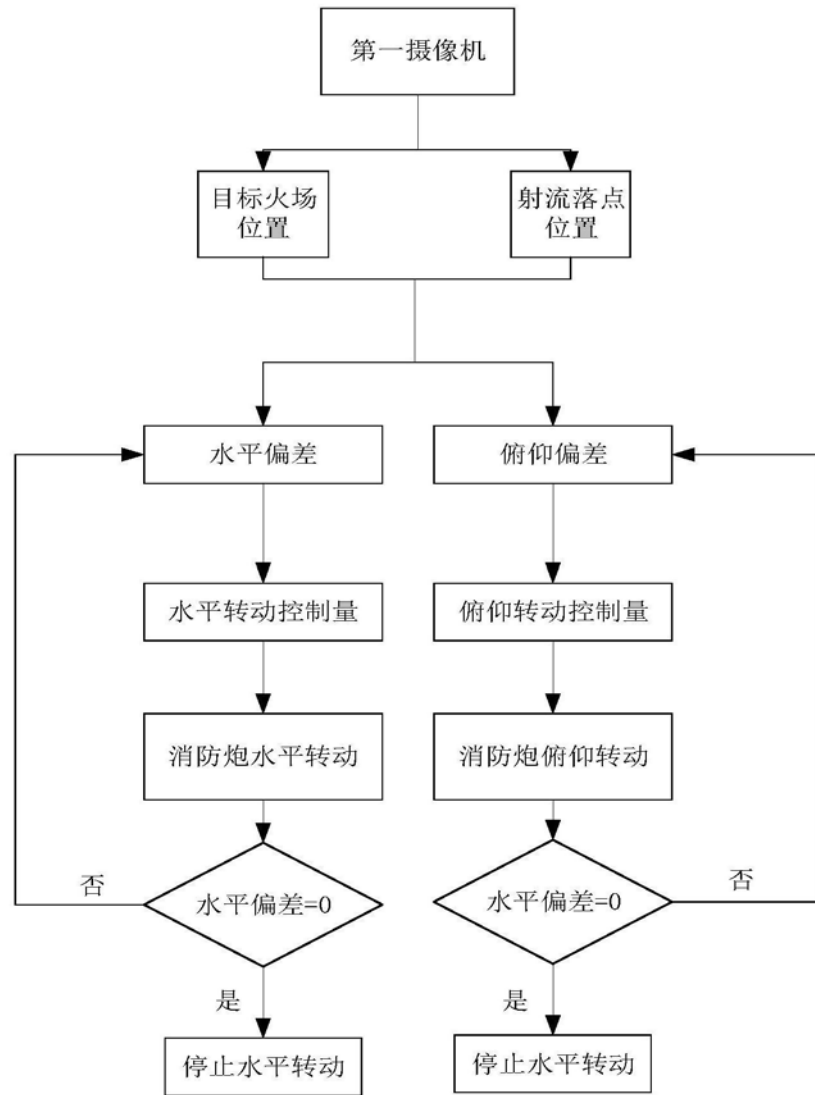 第一摄像机
目标火场
位置
射流落点
位置
水平偏差
俯仰偏差
水平转动控制量
俯仰转动控制量
消防炮水平转动
消防炮俯仰转动
否
水平偏差=0
水平偏差=0
否
是
是
停止水平转动
停止水平转动